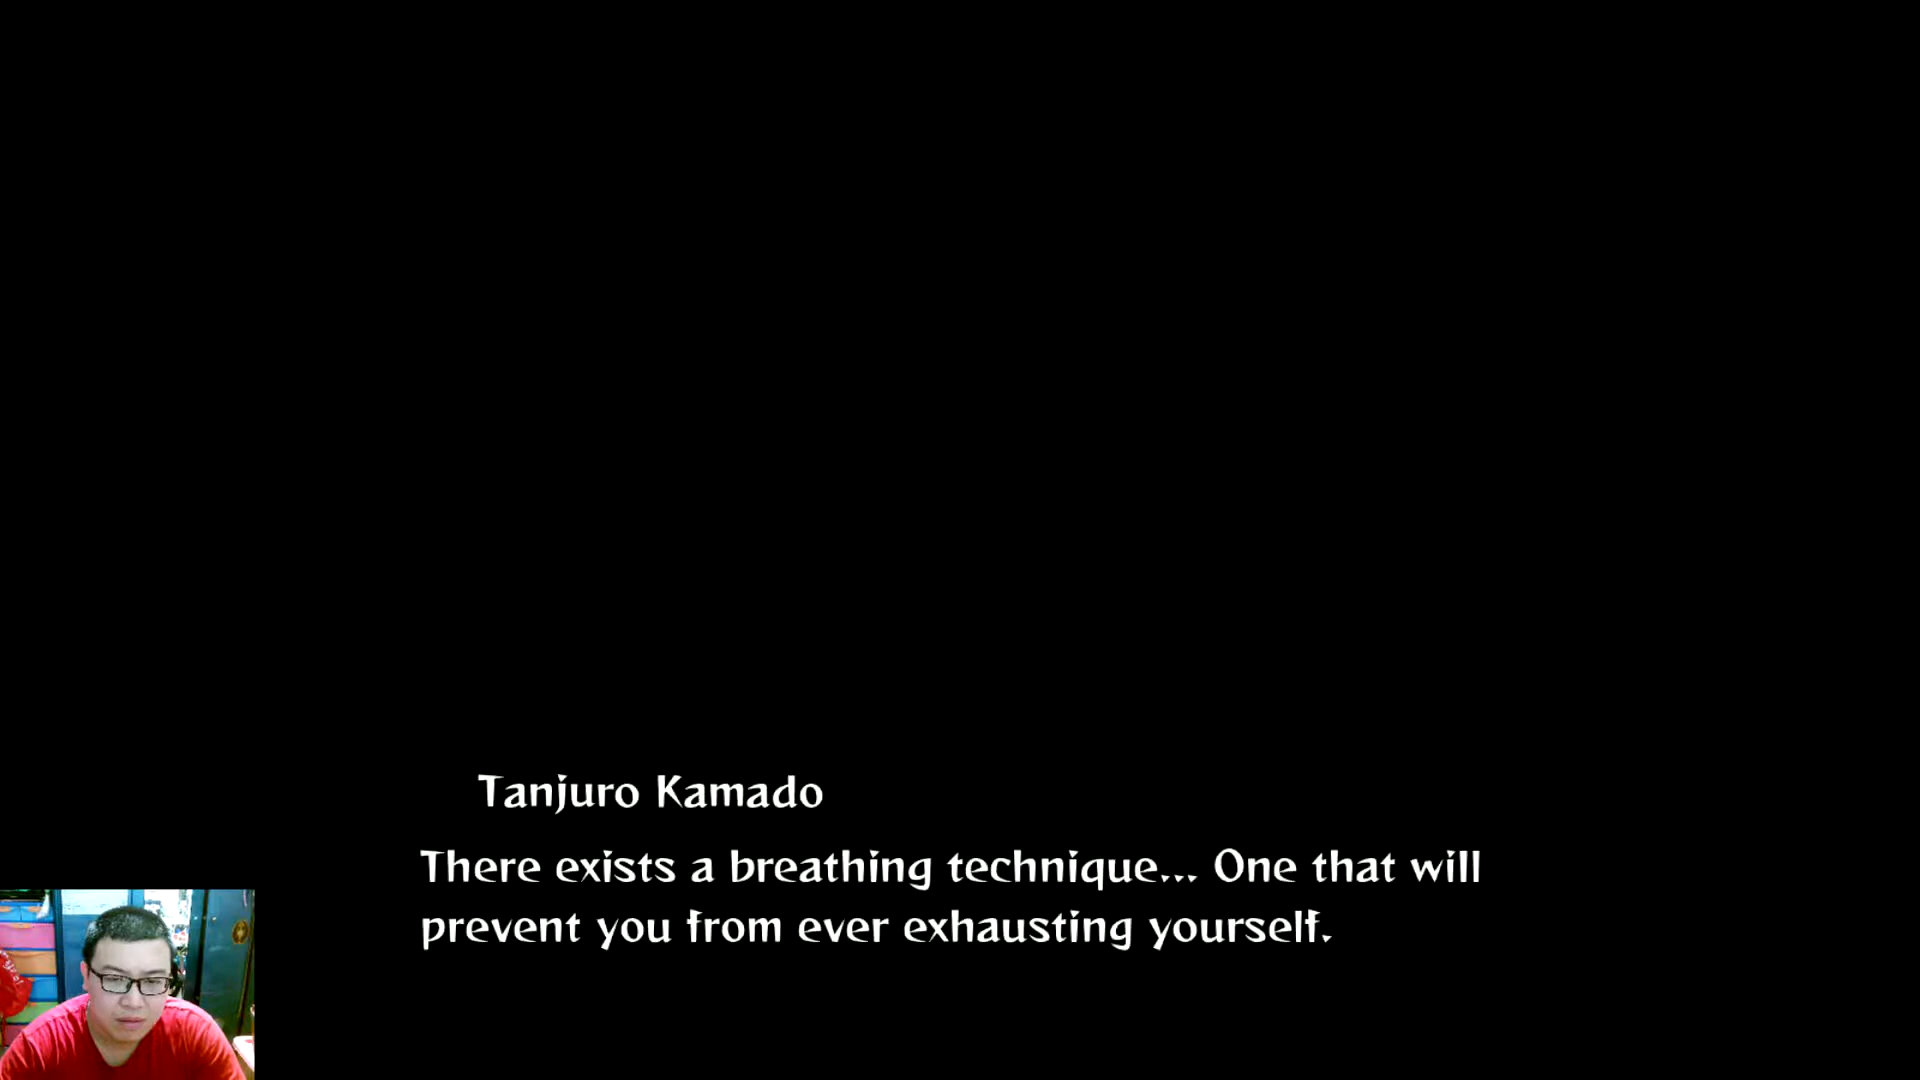 Tanjuro Kamado
There exists a breathing technique... One that will
prevent you from ever exhausting yourself.